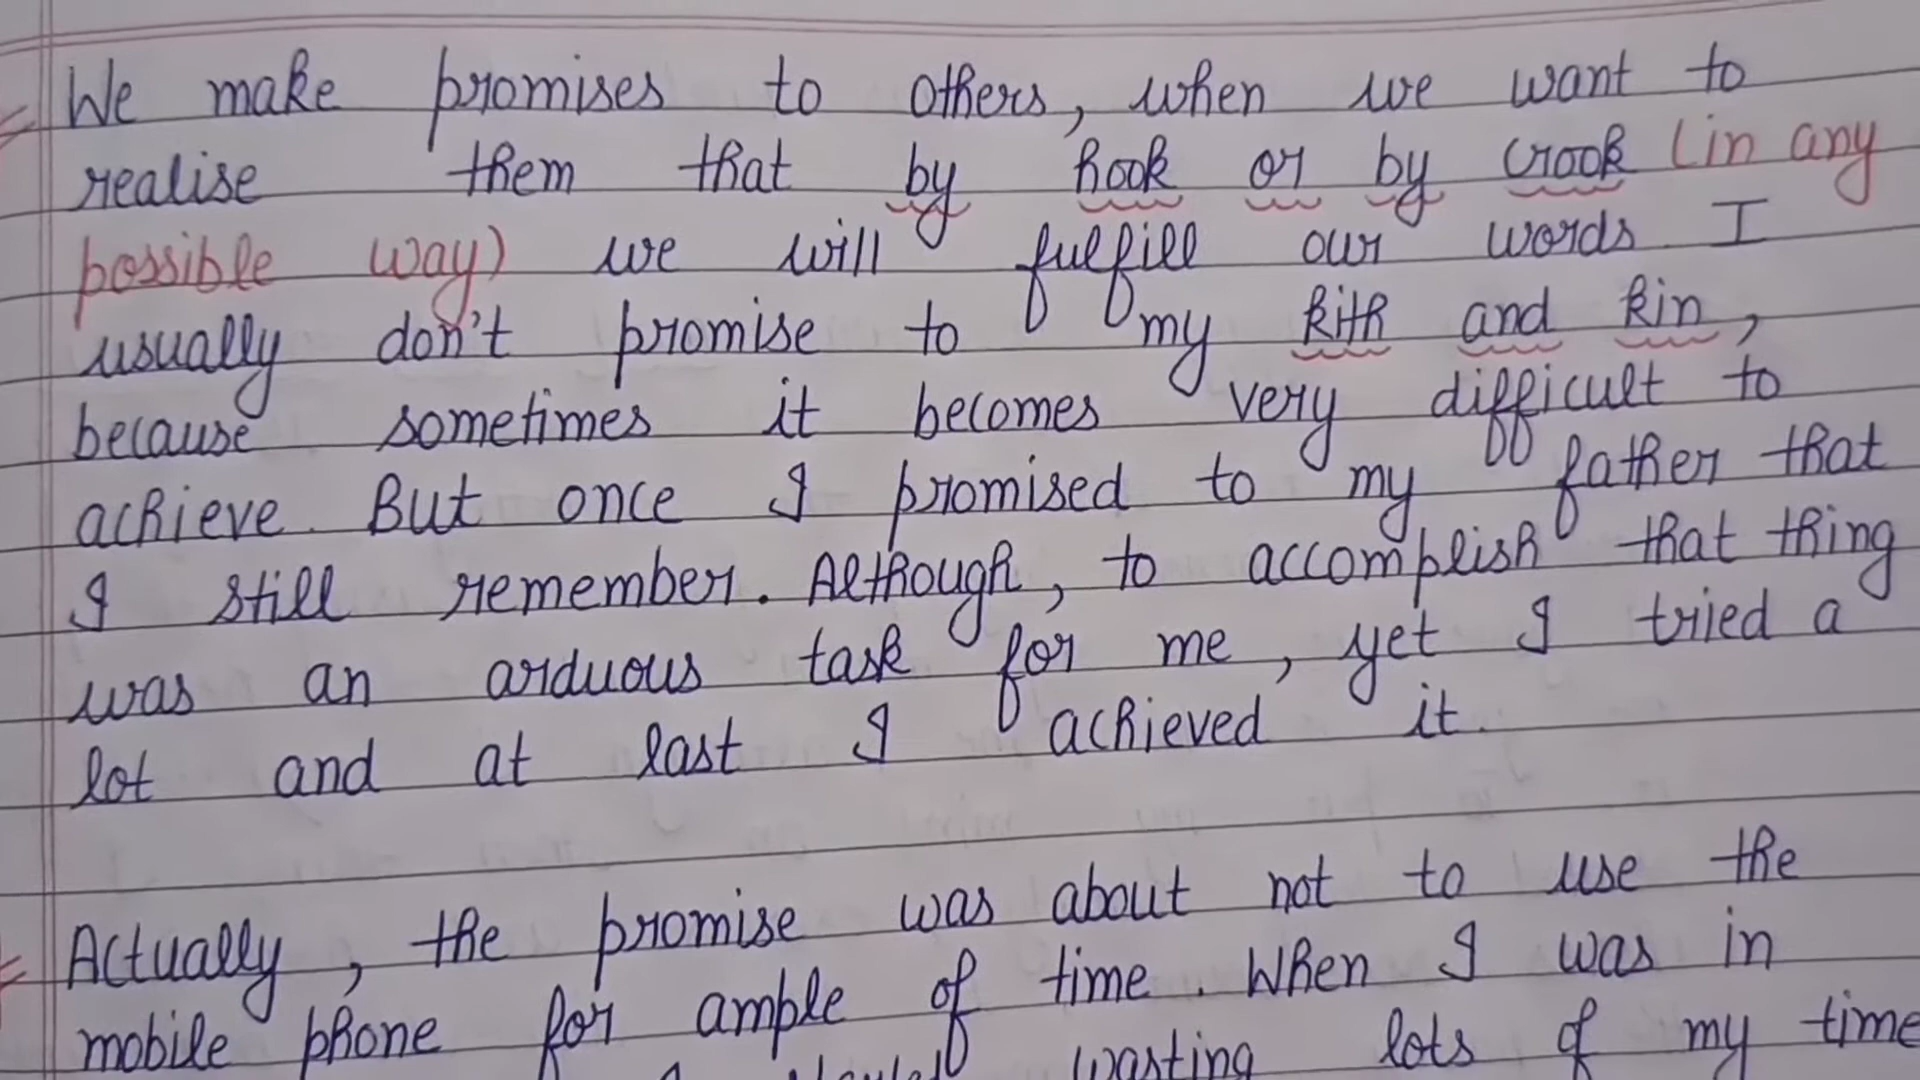 We make promises to others, when we want to
realise them that by hook or by crook (in any
possible way) we will fulfill our words I
usually don't promise to my kith and kin,
because sometimes it becomes very difficult to
achieve. But once I promised to my father that
I still remember. Although, to accomplish that thing
was an arduous task for me, yet I tried a
lot and at last I achieved it.
Actually, the promise was about not to use the
mobile phone for ample of time. When I was in
wasting lots of my time